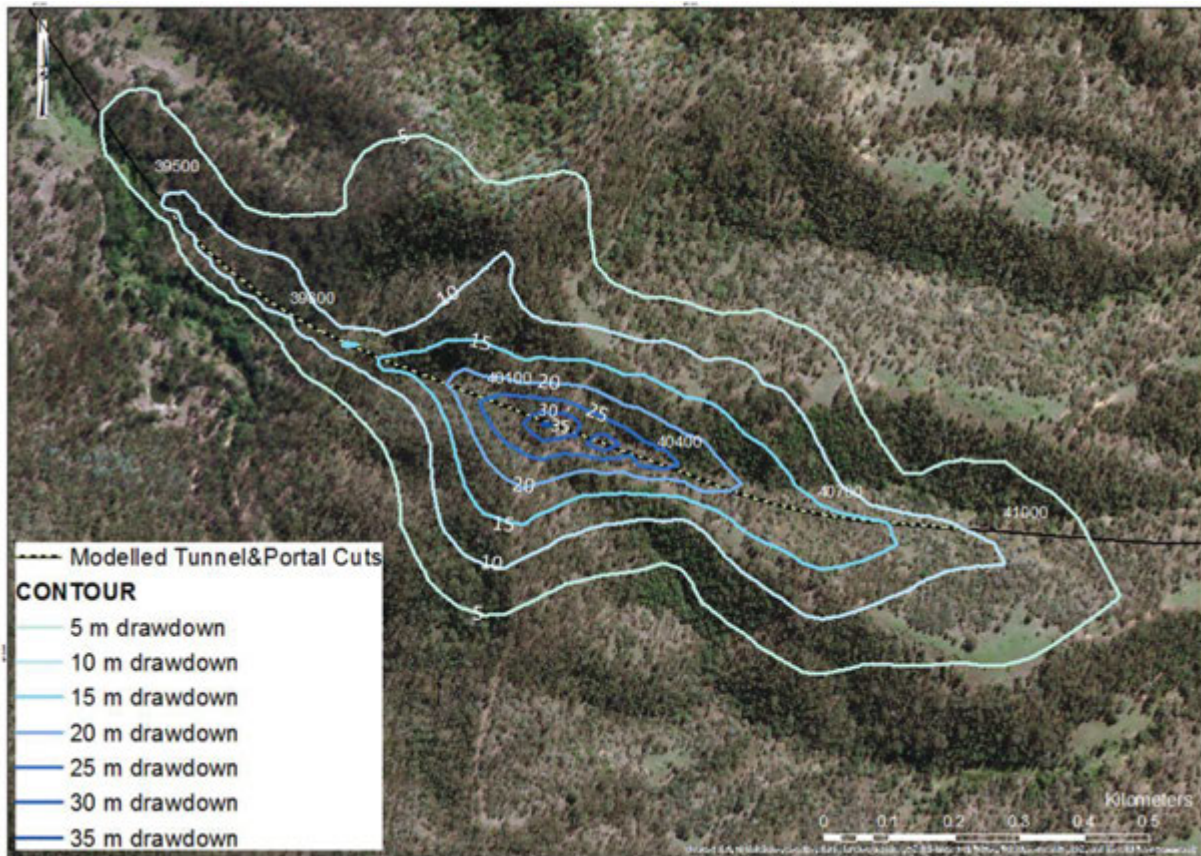 5
39500
10
39800
15
40100
20
30
25
35
40400
20
40700
15
41000
10
5
Modelled Tunnel&Portal Cuts
CONTOUR
5 m drawdown
10 m drawdown
15 m drawdown
20 m drawdown
25 m drawdown
30 m drawdown
35 m drawdown
Kilometers
0 0.1 0.2 0.3 0.4 0.5